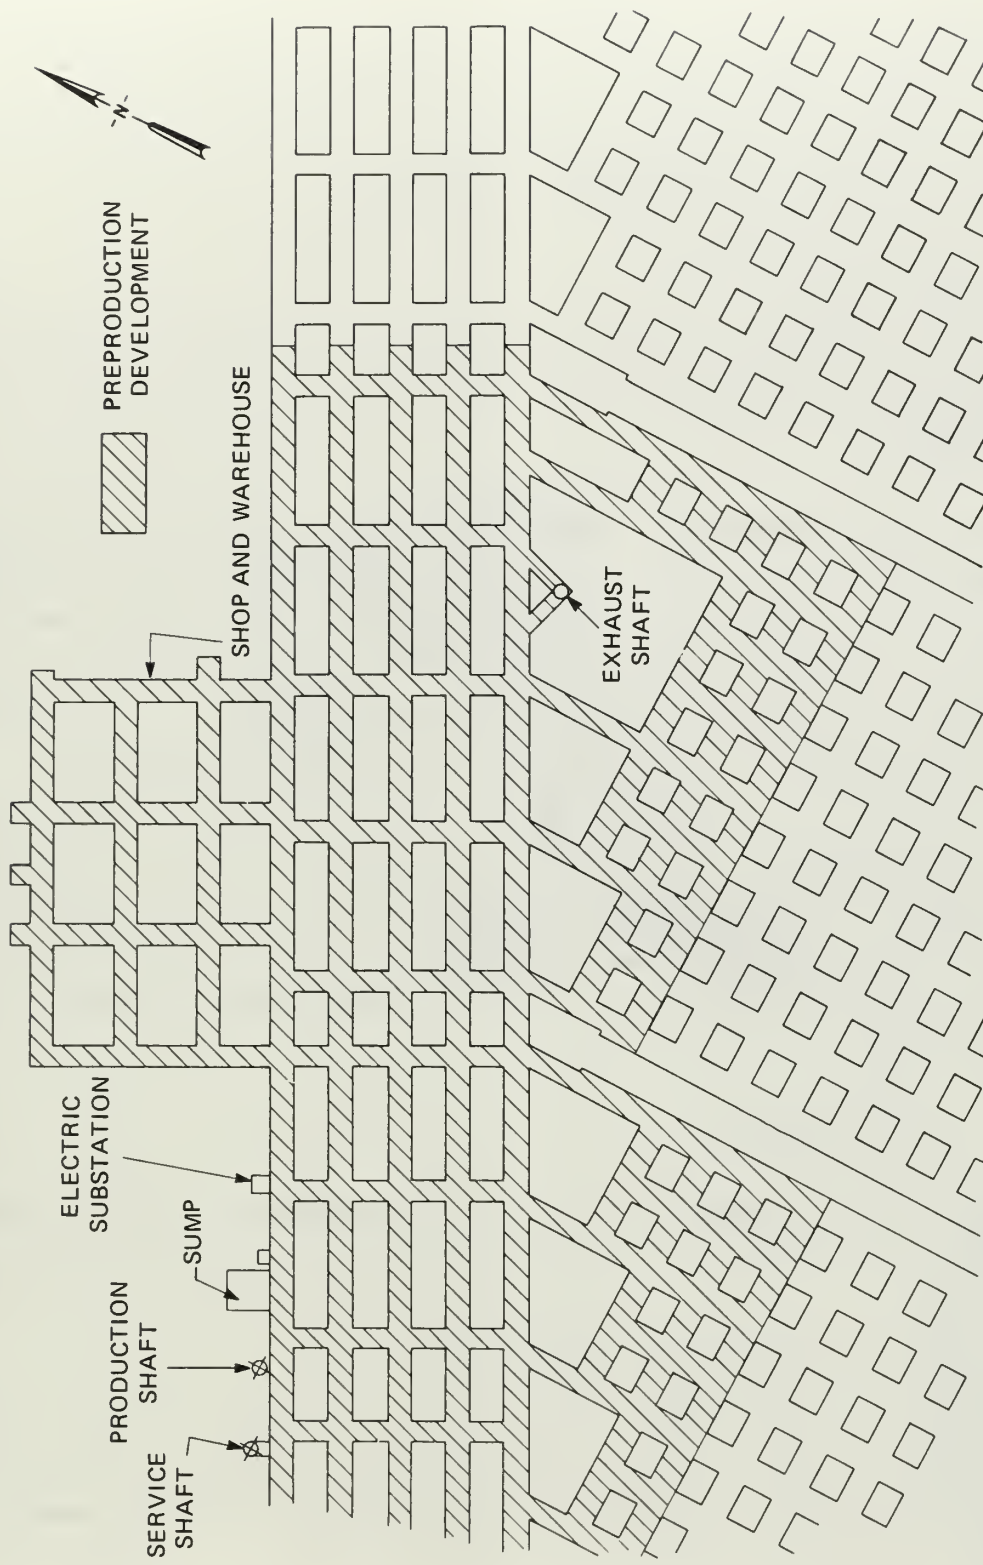 -N-
PREPRODUCTION
DEVELOPMENT
SHOP AND WAREHOUSE
EXHAUST
SHAFT
ELECTRIC
SUBSTATION
SUMP
PRODUCTION
SHAFT
SERVICE
SHAFT